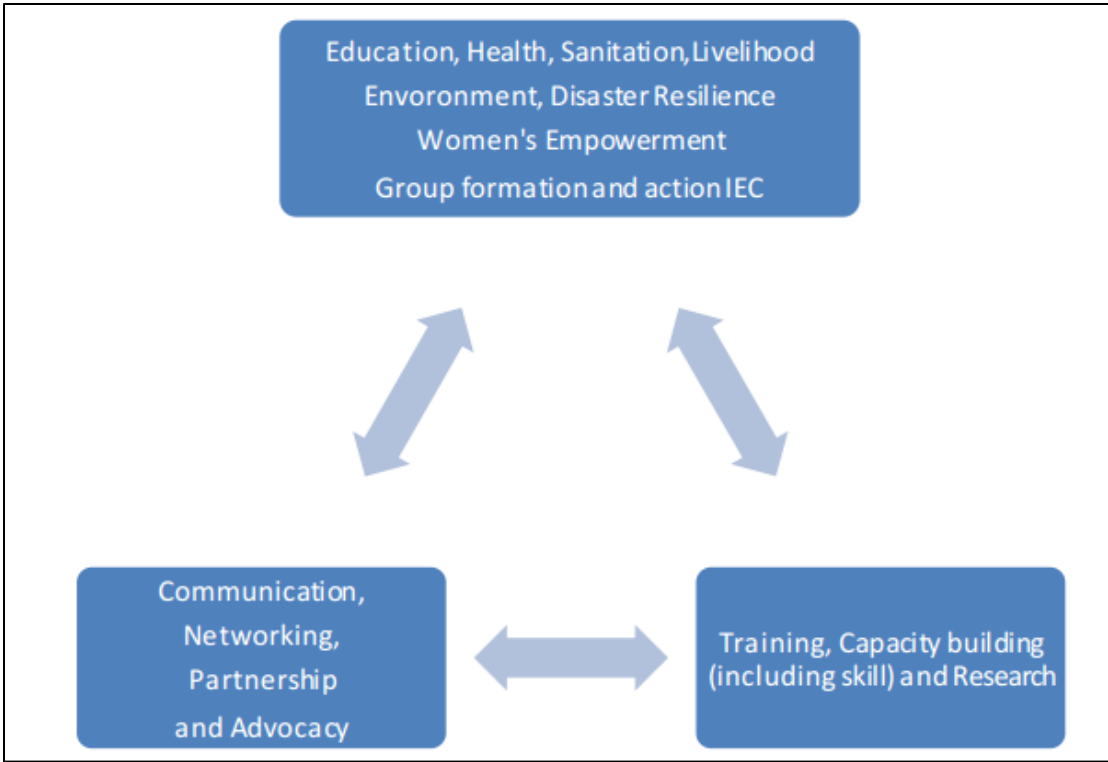 Education, Health, Sanitation,Livelihood
Envoronment, Disaster Resilience
Women's Empowerment
Group formation and action IEC
Communication,
Networking,
Partnership
and Advocacy
Training, Capacity building
(including skill) and Research